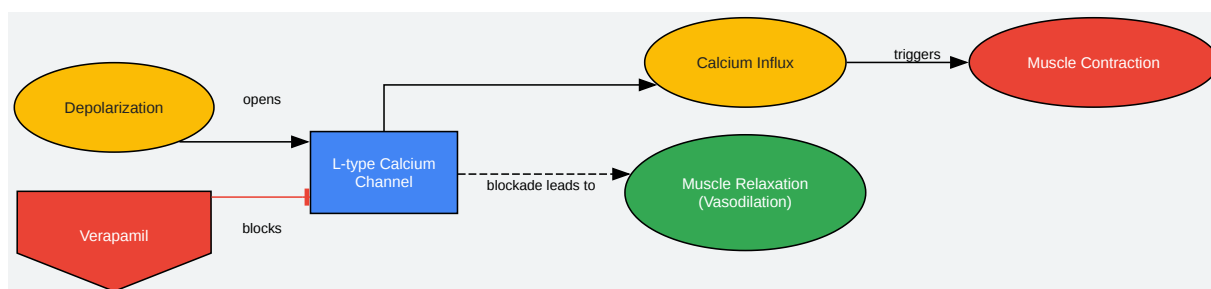 Depolarization
opens
L-type Calcium
Channel
Verapamil
blocks
Calcium Influx
triggers
Muscle Contraction
blockade leads to
Muscle Relaxation
(Vasodilation)